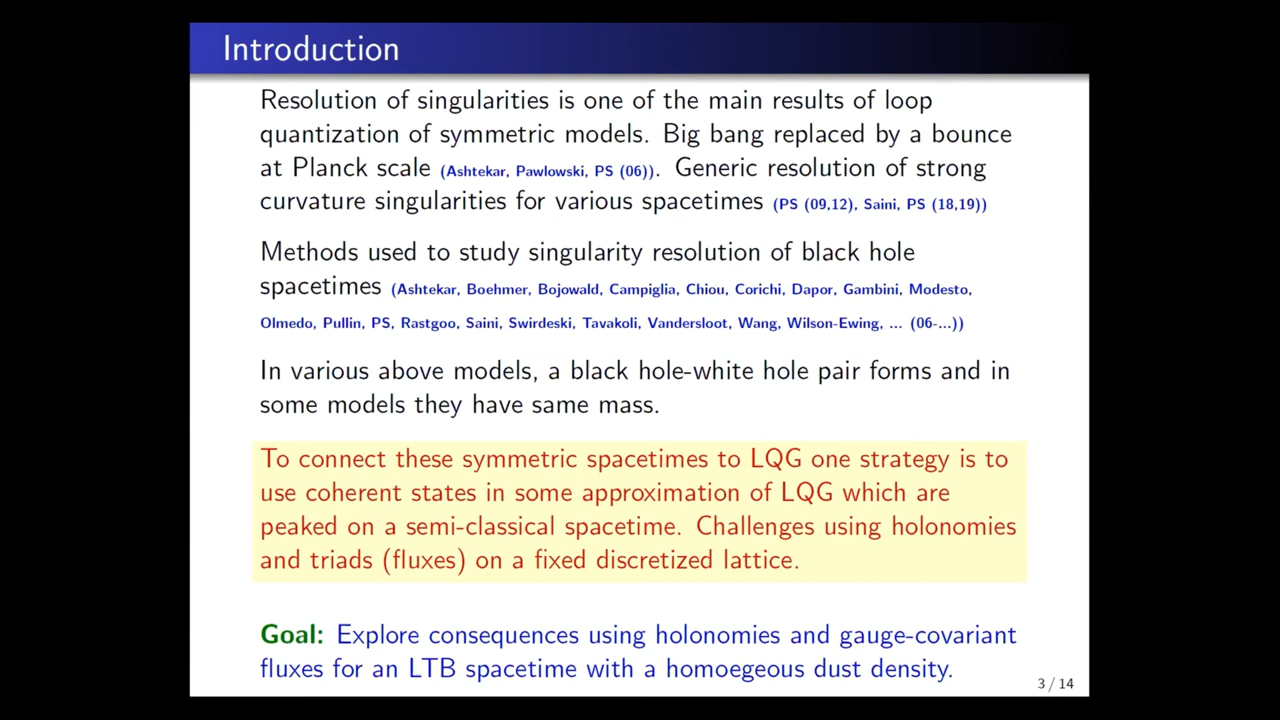 Introduction
Resolution of singularities is one of the main results of loop
quantization of symmetric models. Big bang replaced by a bounce
at Planck scale (Ashtekar, Pawlowski, PS (06)). Generic resolution of strong
curvature singularities for various spacetimes (PS (09,12), Saini, PS (18,19))
Methods used to study singularity resolution of black hole
spacetimes (Ashtekar, Boehmer, Bojowald, Campiglia, Chiou, Corichi, Dapor, Gambini, Modesto,
Olmedo, Pullin, PS, Rastgoo, Saini, Swirdeski, Tavakoli, Vandersloot, Wang, Wilson-Ewing, ... (06-...))
In various above models, a black hole-white hole pair forms and in
some models they have same mass.
To connect these symmetric spacetimes to LQG one strategy is to
use coherent states in some approximation of LQG which are
peaked on a semi-classical spacetime. Challenges using holonomies
and triads (fluxes) on a fixed discretized lattice.
Goal: Explore consequences using holonomies and gauge-covariant
fluxes for an LTB spacetime with a homoegeous dust density.
3 / 14